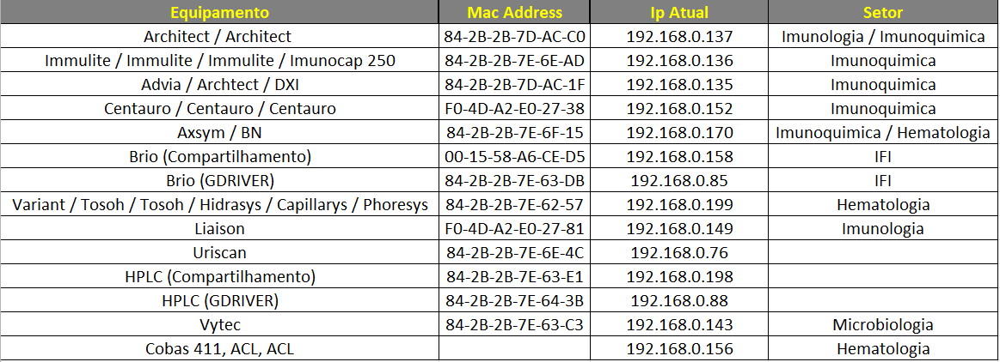 Equipamento Mac Address Ip Atual Setor
Architect / Architect 84-2B-2B-7D-AC-C0 192.168.0.137 Imunologia / Imunoquimica
Immulite / Immulite / Immulite / Imunocap 250 84-2B-2B-7E-6E-AD 192.168.0.136 Imunoquimica
Advia / Archtect / DXI 84-2B-2B-7D-AC-1F 192.168.0.135 Imunoquimica
Centauro / Centauro / Centauro F0-4D-A2-E0-27-38 192.168.0.152 Imunoquimica
Axsym / BN 84-2B-2B-7E-6F-15 192.168.0.170 Imunoquimica / Hematologia
Brio (Compartilhamento) 00-15-58-A6-CE-D5 192.168.0.158 IFI
Brio (GDRIVER) 84-2B-2B-7E-63-DB 192.168.0.85 IFI
Variant / Tosoh / Tosoh / Hidrasys / Capillarys / Phoresys 84-2B-2B-7E-62-57 192.168.0.199 Hematologia
Liaison F0-4D-A2-E0-27-81 192.168.0.149 Imunologia
Uriscan 84-2B-2B-7E-6E-4C 192.168.0.76
HPLC (Compartilhamento) 84-2B-2B-7E-63-E1 192.168.0.198
HPLC (GDRIVER) 84-2B-2B-7E-64-3B 192.168.0.88
Vytec 84-2B-2B-7E-63-C3 192.168.0.143 Microbiologia
Cobas 411, ACL, ACL 192.168.0.156 Hematologia